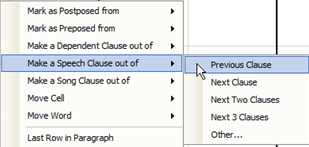 Mark as Postposed from
Mark as Preposed from
Make a Dependent Clause out of
Make a Speech Clause out of
Make a Song Clause out of
Move Cell
Move Word
Last Row in Paragraph
Previous Clause
Next Clause
Next Two Clauses
Next 3 Clauses
Other...